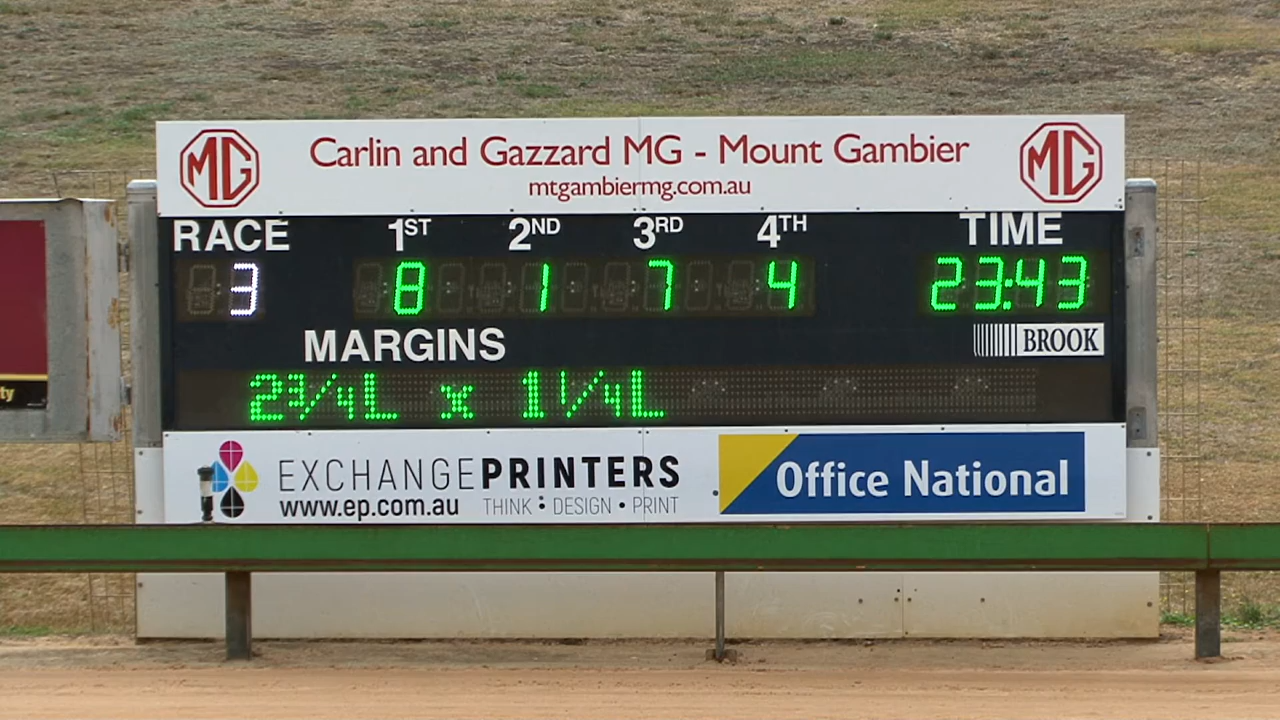 MG Carlin and Gazzard MG - Mount Gambier MG
mtgambiermg.com.au
RACE 1ST 2ND 3RD 4TH TIME
3 8 1 7 4 23:43
MARGINS BROOK
2¾L x 1¼L
ty
EXCHANGEPRINTERS Office National
www.ep.com.au THINK • DESIGN • PRINT